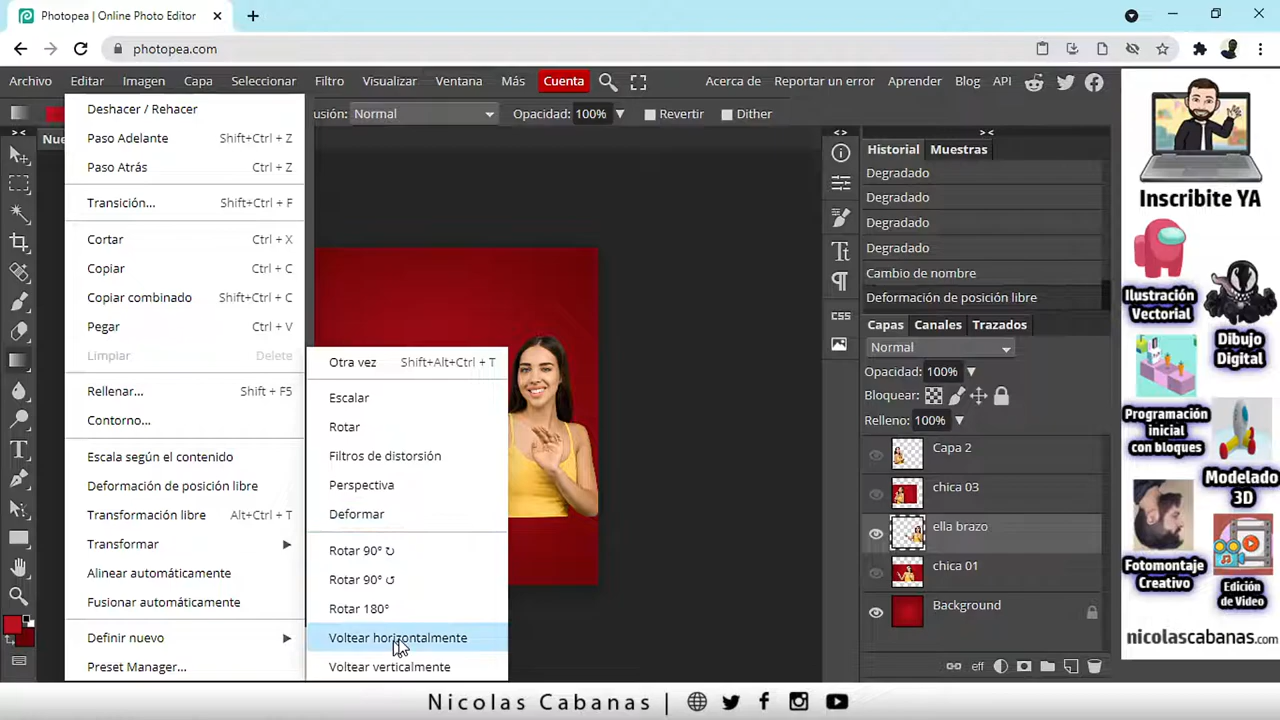 Photopea | Online Photo Editor
photopea.com
Archivo Editar Imagen Capa Seleccionar Filtro Visualizar Ventana Más Cuenta Acerca de Reportar un error Aprender Blog API
usión: Normal Opacidad: 100% Revertir Dither
Nue
Deshacer / Rehacer
Paso Adelante Shift+Ctrl + Z
Paso Atrás Ctrl + Z
Transición... Shift+Ctrl + F
Cortar Ctrl + X
Copiar Ctrl + C
Copiar combinado Shift+Ctrl + C
Pegar Ctrl + V
Limpiar Delete
Rellenar... Shift + F5
Contorno...
Escala según el contenido
Deformación de posición libre
Transformación libre Alt+Ctrl + T
Transformar
Alinear automáticamente
Fusionar automáticamente
Definir nuevo
Preset Manager...
Otra vez Shift+Alt+Ctrl + T
Escalar
Rotar
Filtros de distorsión
Perspectiva
Deformar
Rotar 90° ↻
Rotar 90° ↺
Rotar 180°
Voltear horizontalmente
Voltear verticalmente
CSS
Historial Muestras
Degradado
Degradado
Degradado
Degradado
Cambio de nombre
Deformación de posición libre
Capas Canales Trazados
Normal
Opacidad: 100%
Bloquear:
Relleno: 100%
Capa 2
chica 03
ella brazo
chica 01
Background
eff
Inscribite YA
Ilustración
Vectorial
Dibujo
Digital
Programación
inicial
con bloques
Modelado
3D
Fotomontaje
Creativo
Edición
de Video
nicolascabanas.com
Nicolas Cabanas |